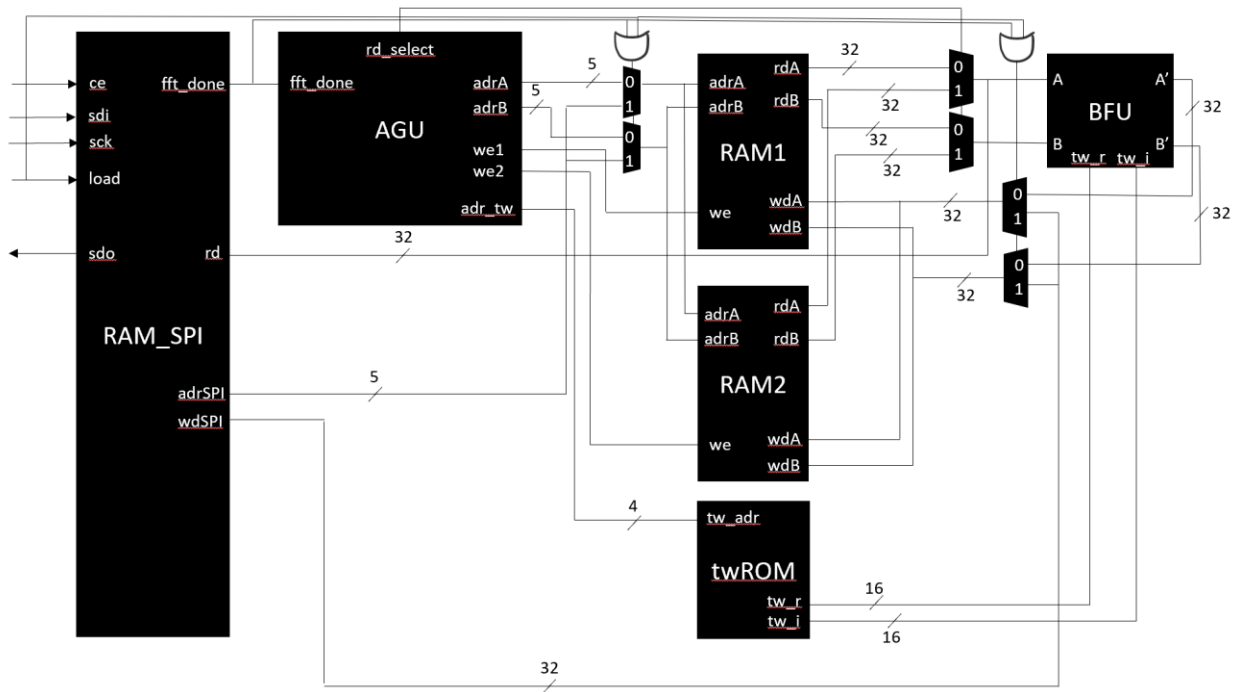 ce
sdi
sck
load
sdo
fft_done
rd
RAM_SPI
adrSPI
wdSPI
rd_select
fft_done
AGU
adrA
adrB
we1
we2
adr_tw
32
5
5
5
0
1
0
1
adrA
adrB
RAM1
we
rdA
rdB
wdA
wdB
32
32
32
32
0
1
0
1
A
B
BFU
A'
B'
tw_r tw_i
32
32
0
1
0
1
32
32
adrA
adrB
RAM2
we
rdA
rdB
wdA
wdB
4
tw_adr
twROM
tw_r
tw_i
16
16
32